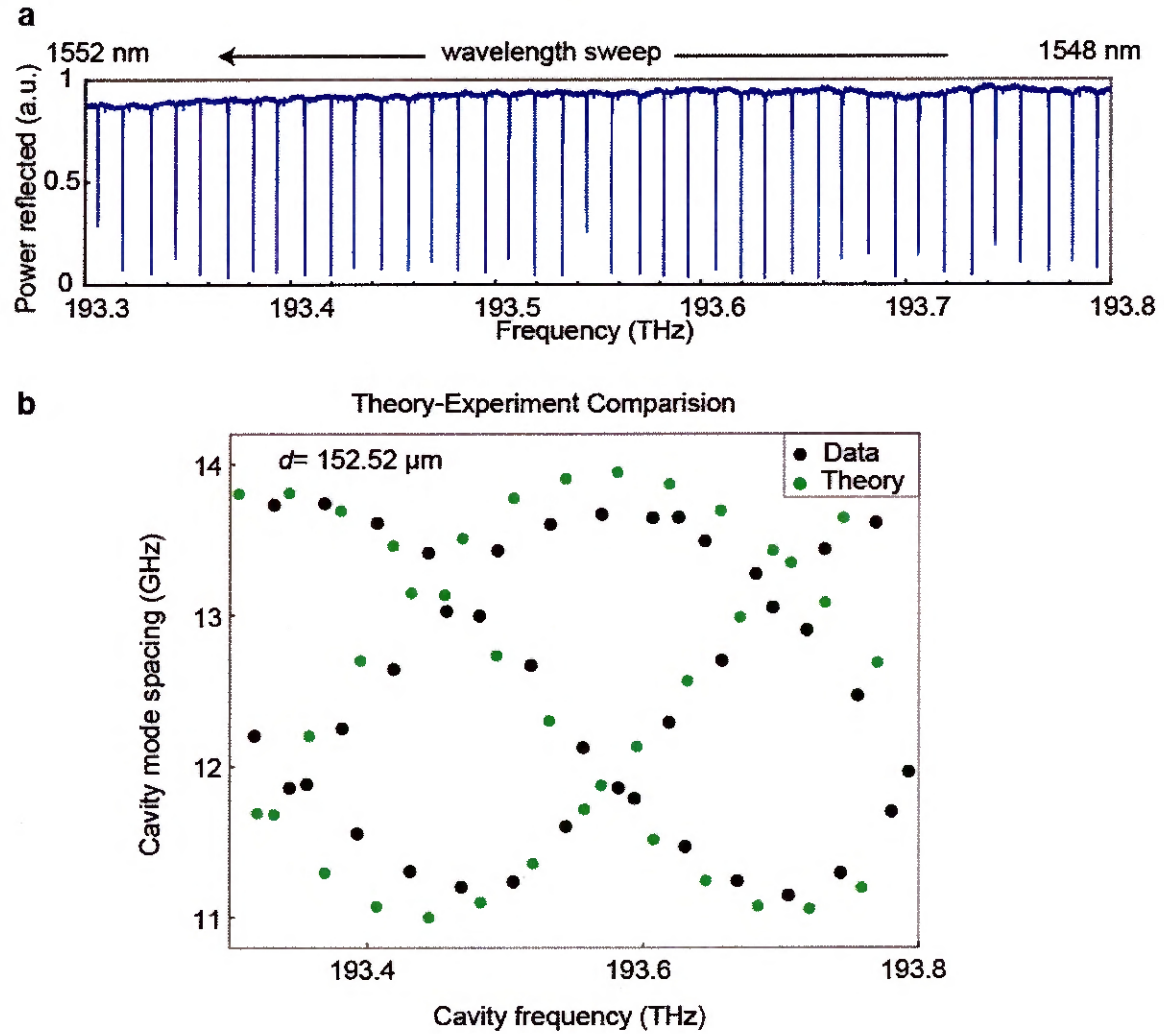 a
1552 nm wavelength sweep 1548 nm
Power reflected (a.u.)
1
0.5
0
193.3 193.4 193.5 193.6 193.7 193.8
Frequency (THz)
b
Theory-Experiment Comparision
d= 152.52 μm
Data
Theory
Cavity mode spacing (GHz)
14
13
12
11
193.4 193.6 193.8
Cavity frequency (THz)